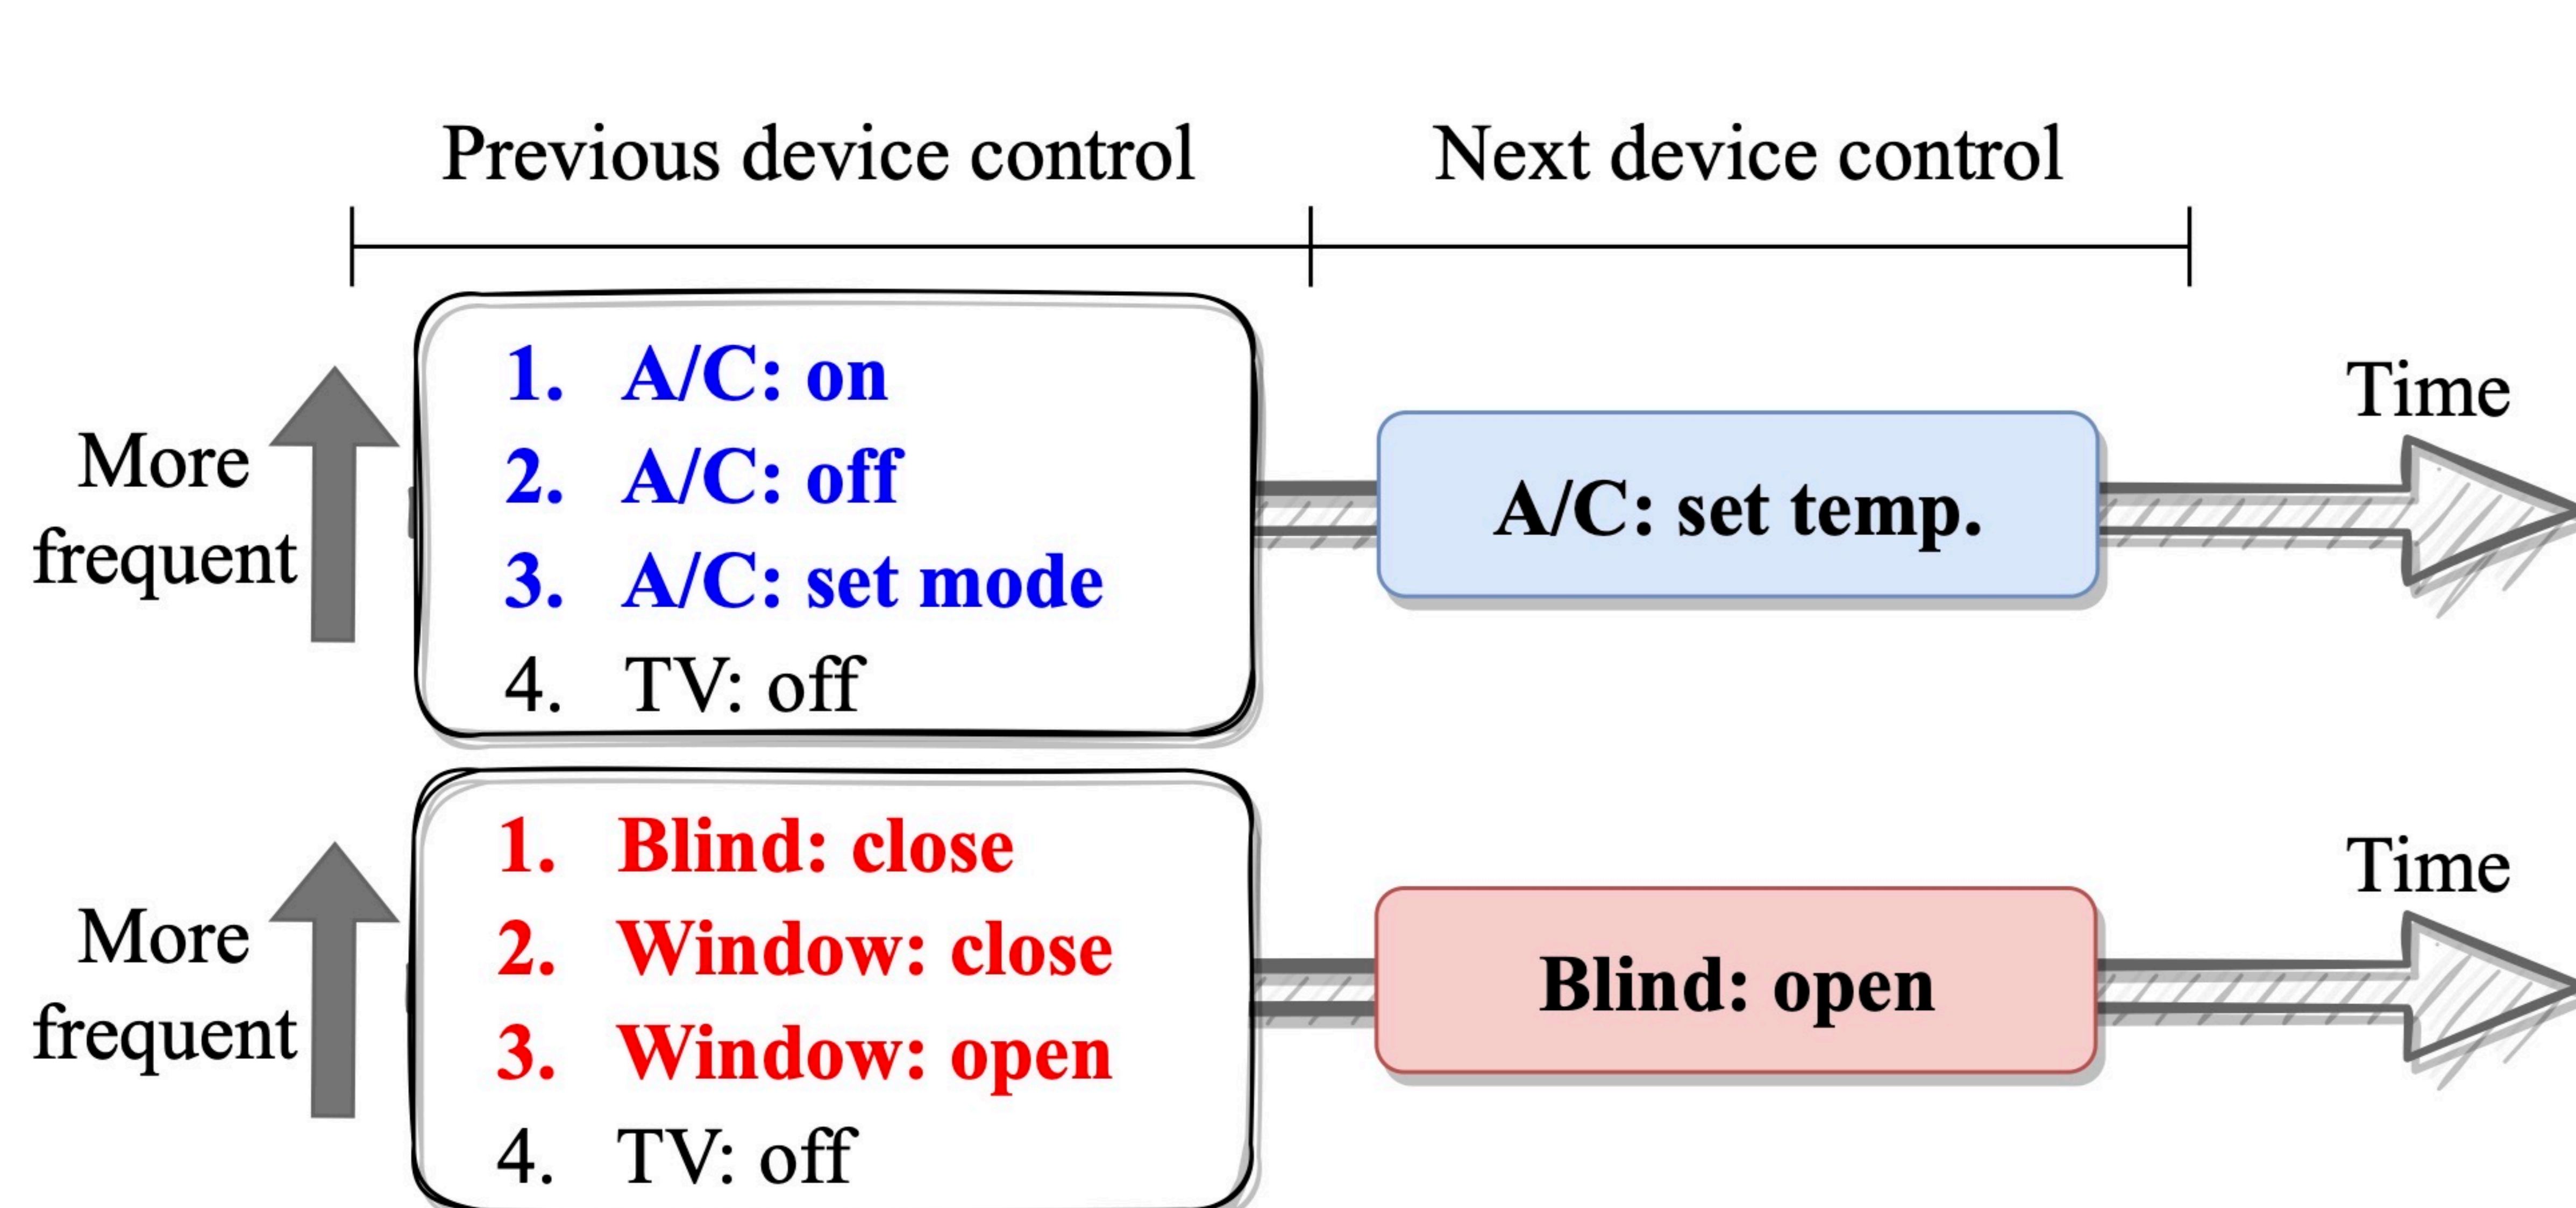 Previous device control
Next device control
More
frequent
1. A/C: on
2. A/C: off
3. A/C: set mode
4. TV: off
A/C: set temp.
Time
More
frequent
1. Blind: close
2. Window: close
3. Window: open
4. TV: off
Blind: open
Time